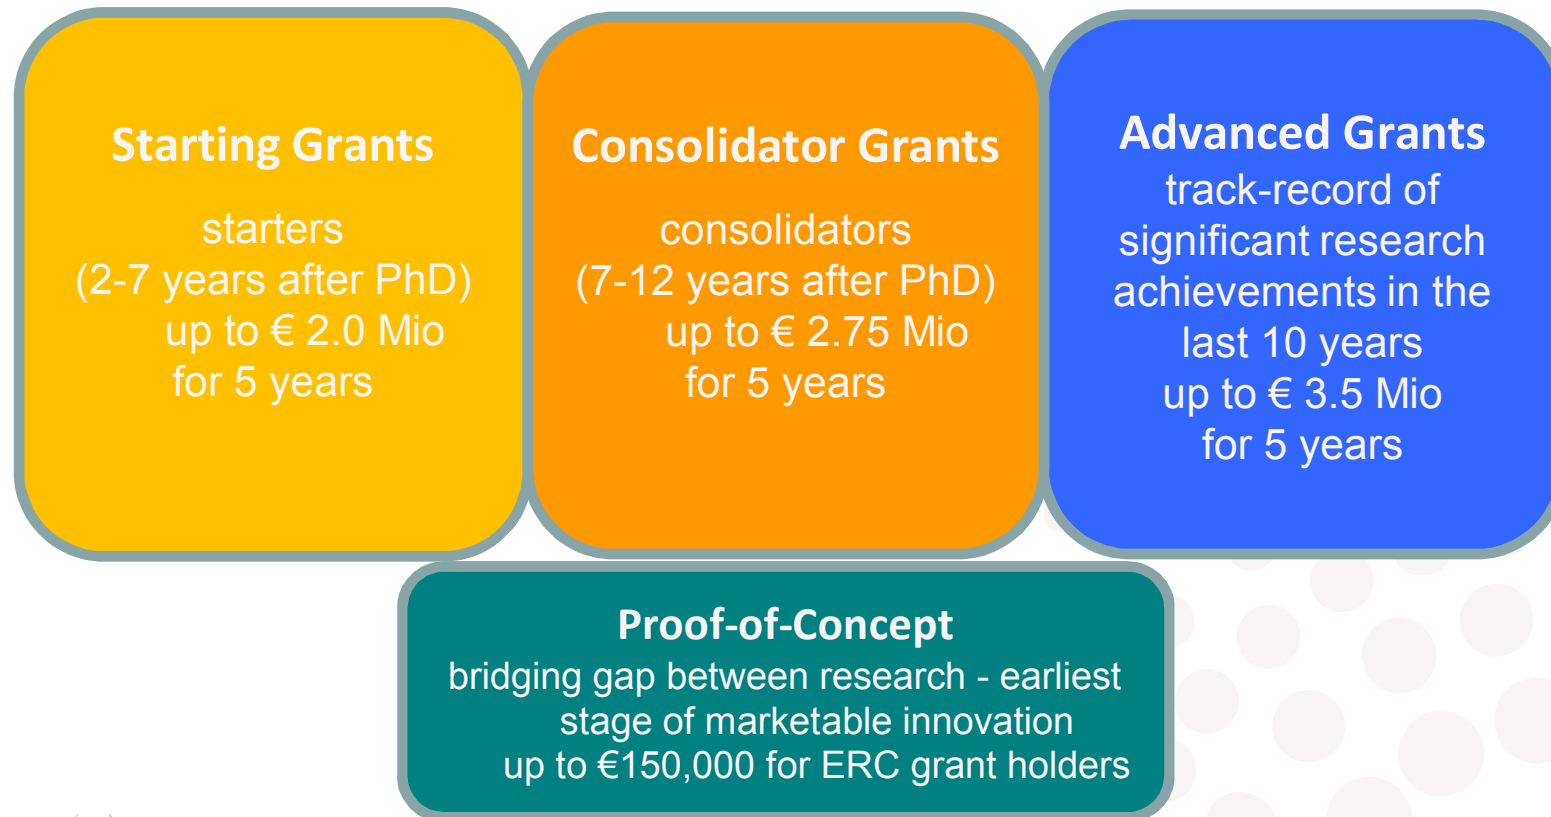 Starting Grants
starters
(2-7 years after PhD)
up to € 2.0 Mio
for 5 years
Consolidator Grants
consolidators
(7-12 years after PhD)
up to € 2.75 Mio
for 5 years
Advanced Grants
track-record of
significant research
achievements in the
last 10 years
up to € 3.5 Mio
for 5 years
Proof-of-Concept
bridging gap between research - earliest
stage of marketable innovation
up to €150,000 for ERC grant holders